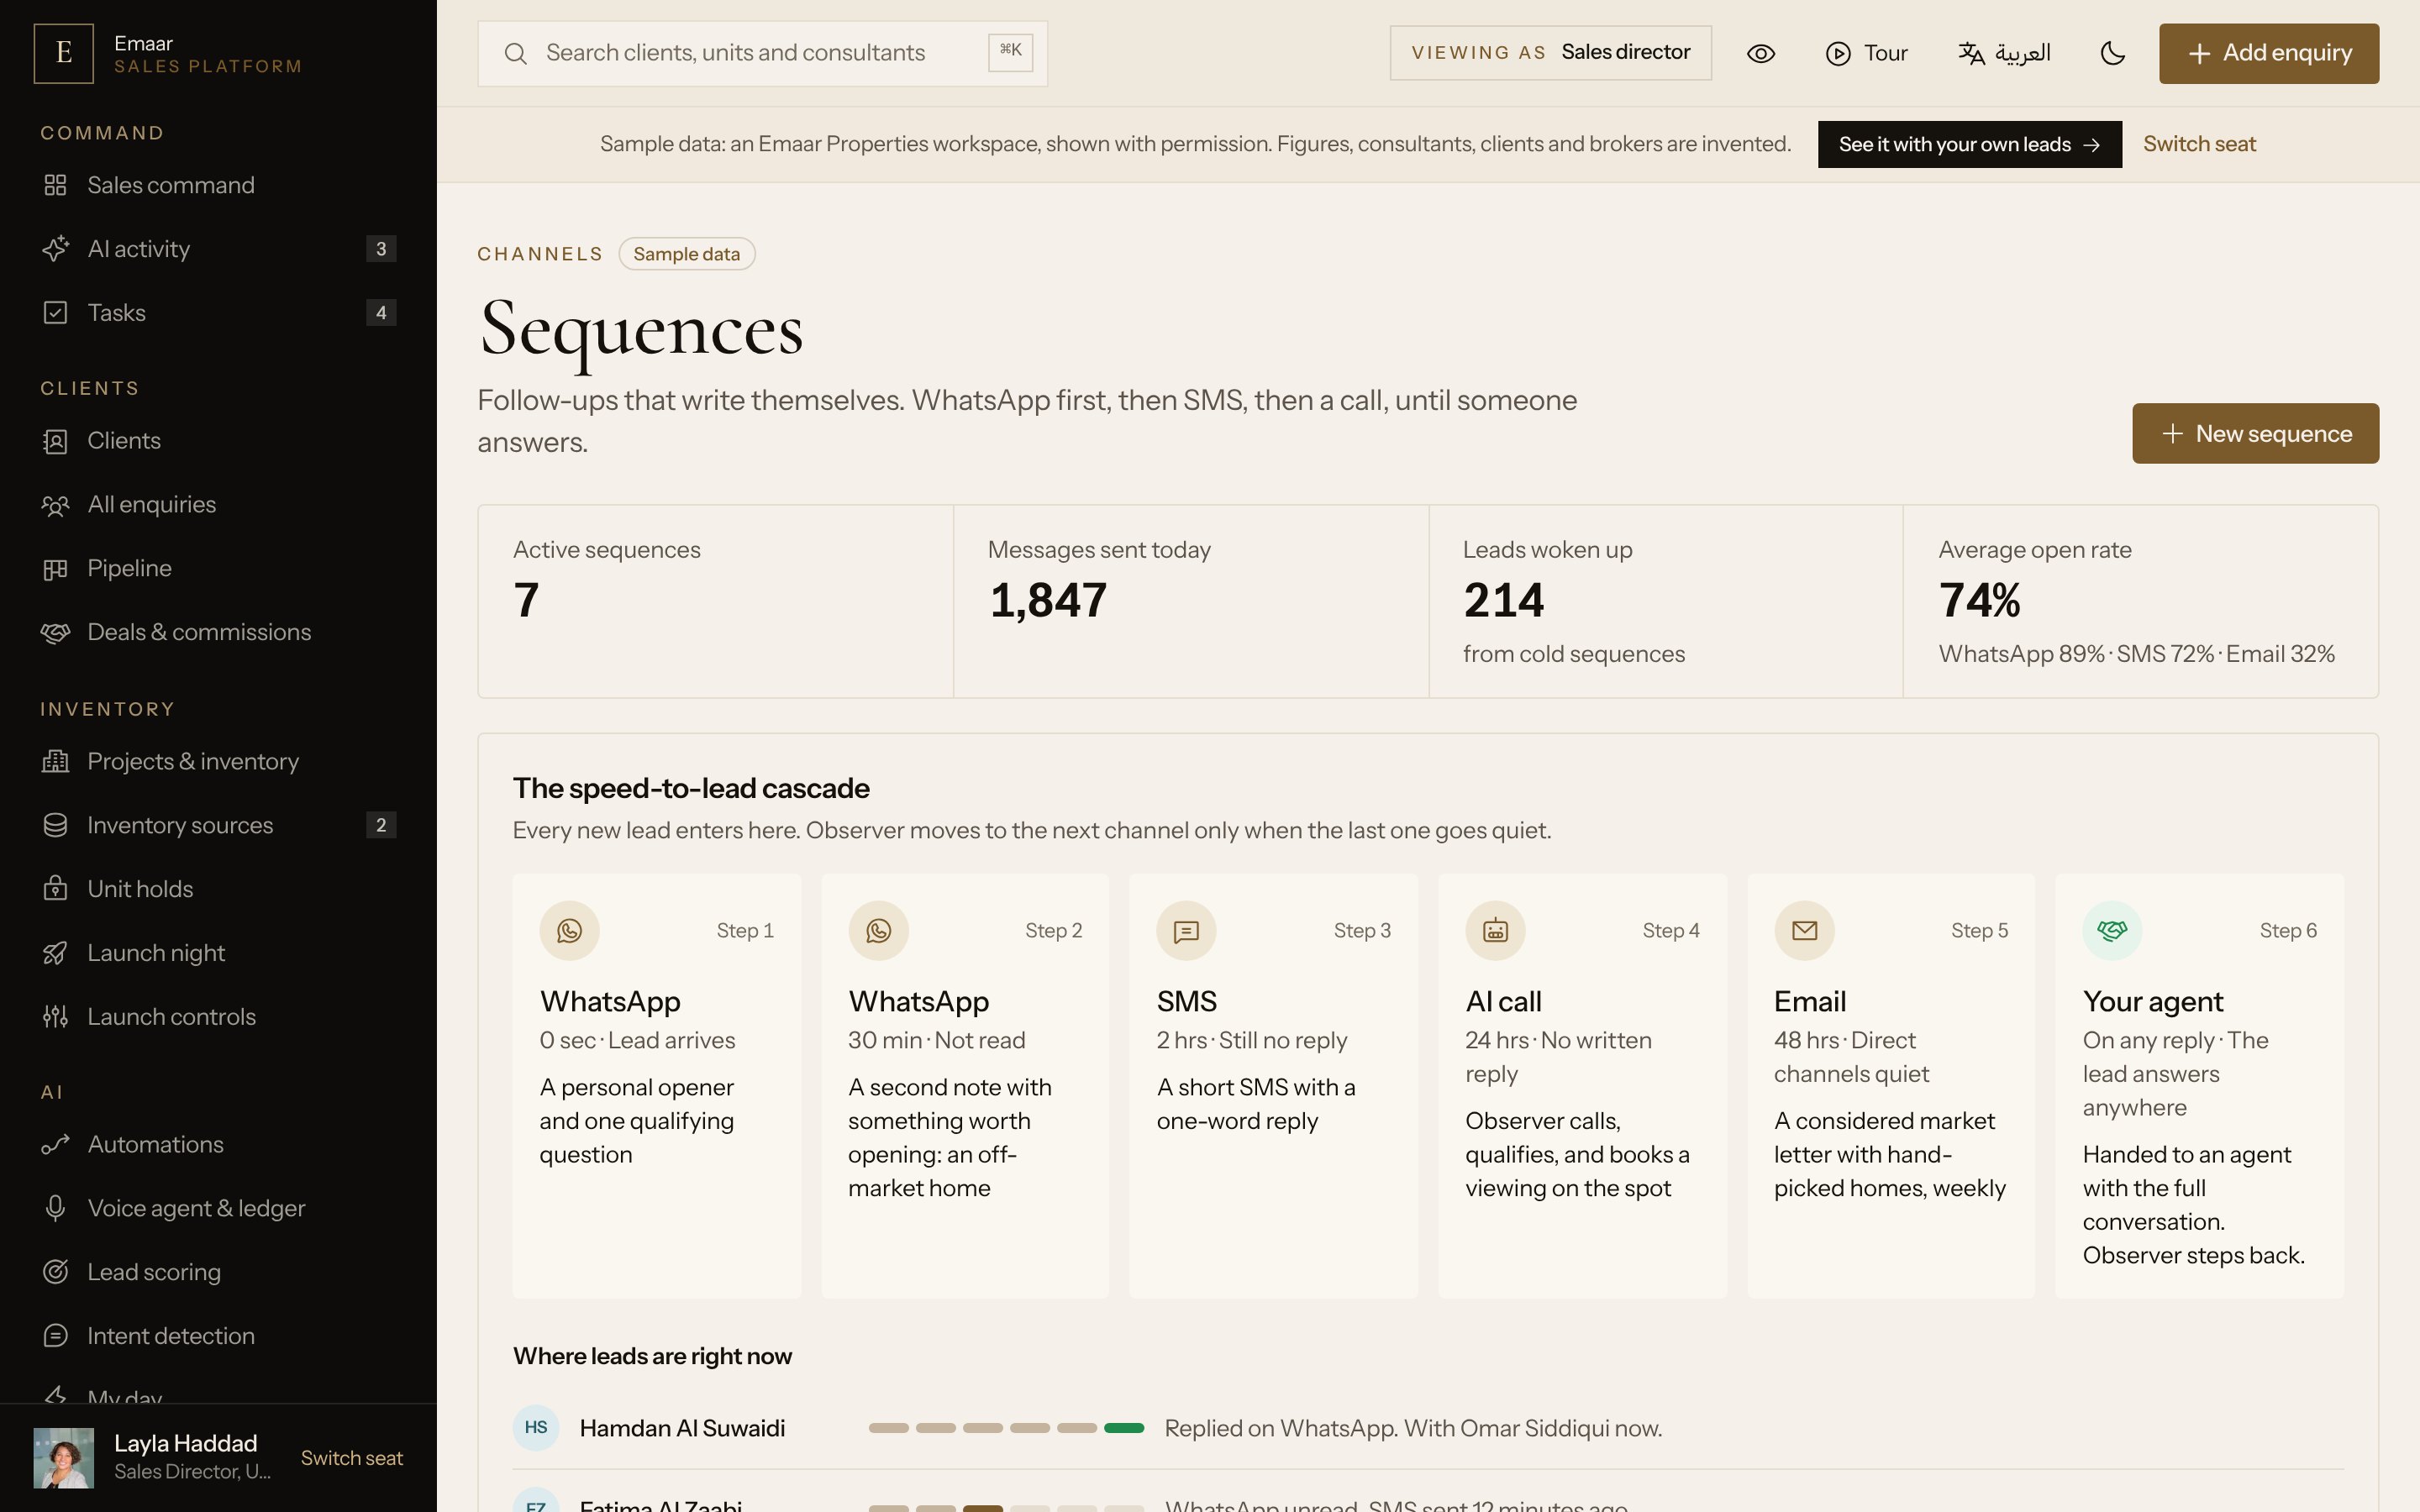 E
Emaar
SALES PLATFORM
COMMAND
Sales command
AI activity 3
Tasks 4
CLIENTS
Clients
All enquiries
Pipeline
Deals & commissions
INVENTORY
Projects & inventory
Inventory sources 2
Unit holds
Launch night
Launch controls
AI
Automations
Voice agent & ledger
Lead scoring
Intent detection
My day
Layla Haddad
Sales Director, U...
Switch seat
Search clients, units and consultants ⌘K
VIEWING AS Sales director
Tour
العربية
Add enquiry
Sample data: an Emaar Properties workspace, shown with permission. Figures, consultants, clients and brokers are invented.
See it with your own leads →
Switch seat
CHANNELS Sample data
Sequences
Follow-ups that write themselves. WhatsApp first, then SMS, then a call, until someone
answers.
New sequence
Active sequences
7
Messages sent today
1,847
Leads woken up
214
from cold sequences
Average open rate
74%
WhatsApp 89% · SMS 72% · Email 32%
The speed-to-lead cascade
Every new lead enters here. Observer moves to the next channel only when the last one goes quiet.
Step 1
WhatsApp
0 sec · Lead arrives
A personal opener
and one qualifying
question
Step 2
WhatsApp
30 min · Not read
A second note with
something worth
opening: an off-
market home
Step 3
SMS
2 hrs · Still no reply
A short SMS with a
one-word reply
Step 4
AI call
24 hrs · No written
reply
Observer calls,
qualifies, and books a
viewing on the spot
Step 5
Email
48 hrs · Direct
channels quiet
A considered market
letter with hand-
picked homes, weekly
Step 6
Your agent
On any reply · The
lead answers
anywhere
Handed to an agent
with the full
conversation.
Observer steps back.
Where leads are right now
HS Hamdan Al Suwaidi Replied on WhatsApp. With Omar Siddiqui now.
FZ Fatima Al Zaabi WhatsApp unread. SMS sent 12 minutes ago.